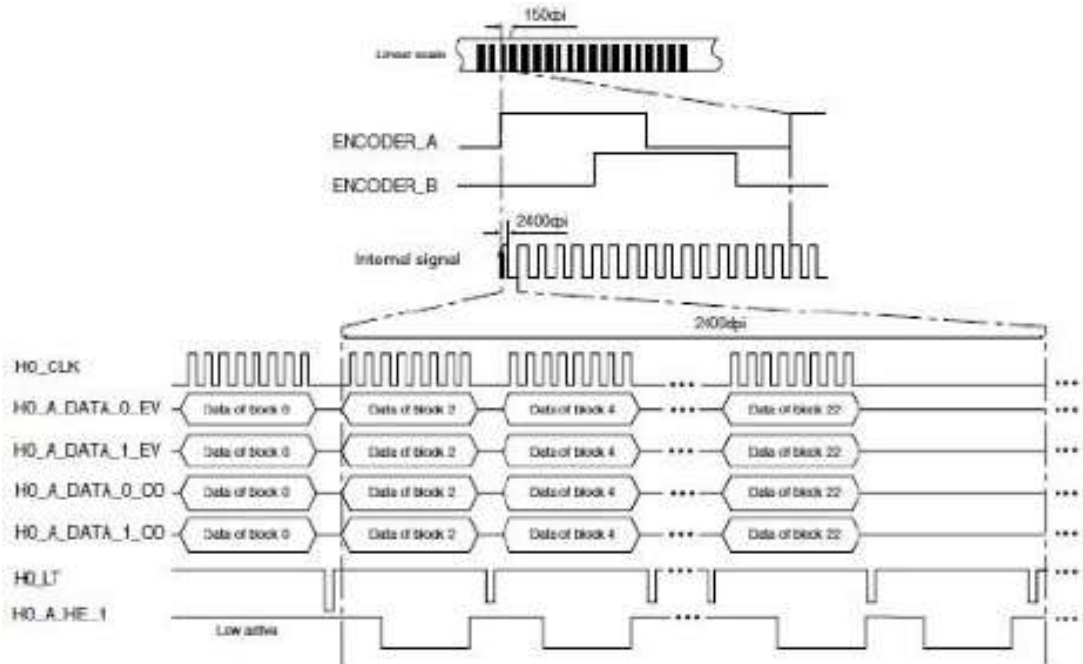 150dpi
Linear scale
ENCODER_A
ENCODER_B
2400dpi
Internal signal
2400dpi
H0_CLK
H0_A_DATA_0_EV Data of block 0 Data of block 2 Data of block 4 Data of block 22
H0_A_DATA_1_EV Data of block 0 Data of block 2 Data of block 4 Data of block 22
H0_A_DATA_0_OD Data of block 0 Data of block 2 Data of block 4 Data of block 22
H0_A_DATA_1_OD Data of block 0 Data of block 2 Data of block 4 Data of block 22
H0_LT
H0_A_HE_1
Low active